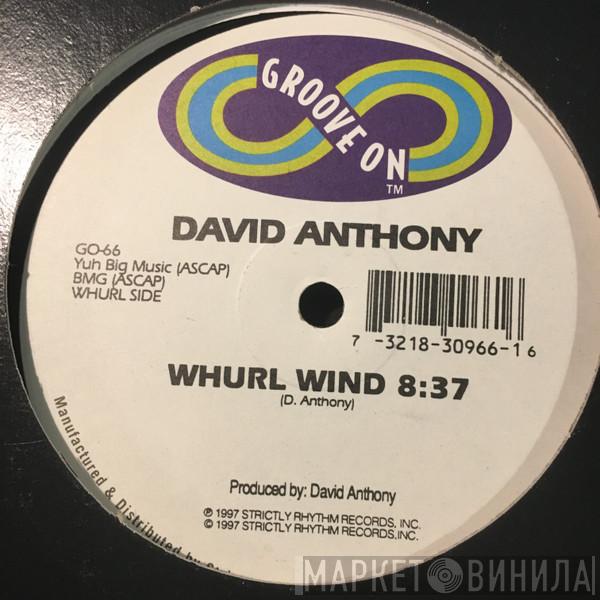 GROOVE ON
TM
DAVID ANTHONY
GO-66
Yuh Big Music (ASCAP)
BMG (ASCAP)
WHURL SIDE
7 -3218-30966-1 6
WHURL WIND 8:37
(D. Anthony)
Produced by: David Anthony
℗ 1997 STRICTLY RHYTHM RECORDS, INC.
© 1997 STRICTLY RHYTHM RECORDS,INC.
Manufactured & Distributed by
МАРКЕТ ВИНИЛА